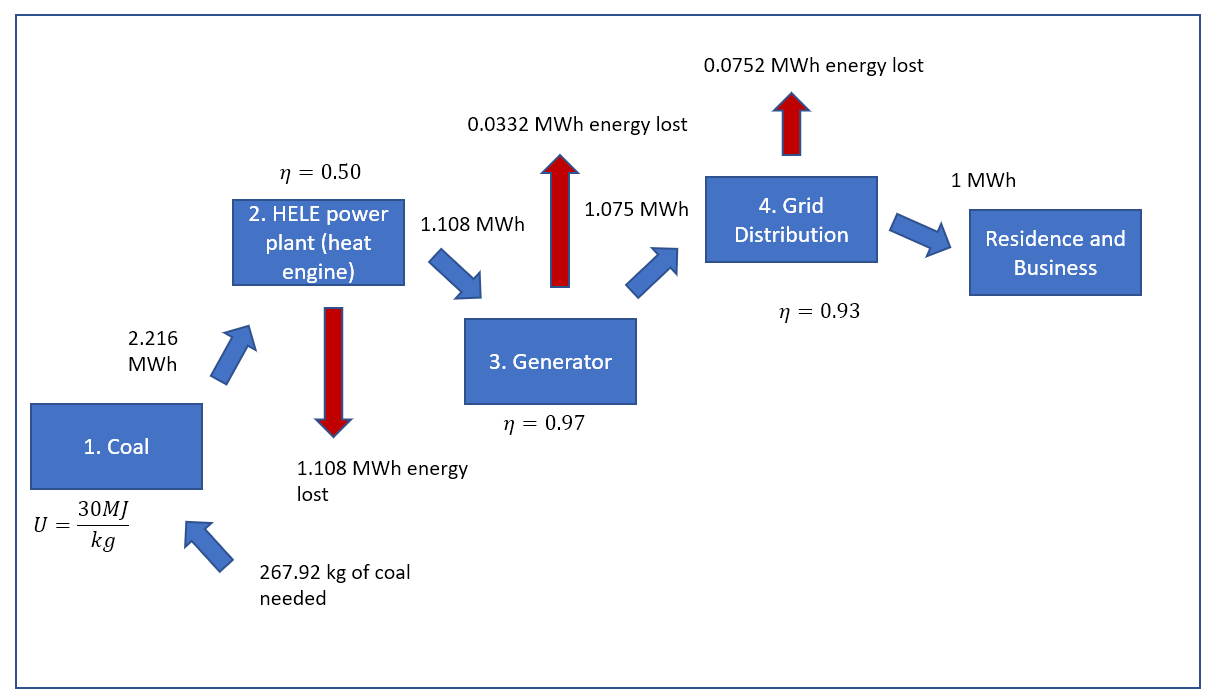 0.0752 MWh energy lost
0.0332 MWh energy lost
η = 0.50
2. HELE power
plant (heat
engine)
1.108 MWh
1.075 MWh
4. Grid
Distribution
1 MWh
Residence and
Business
η = 0.93
2.216
MWh
3. Generator
η = 0.97
1. Coal
1.108 MWh energy
lost
U = 30MJ/kg
267.92 kg of coal
needed